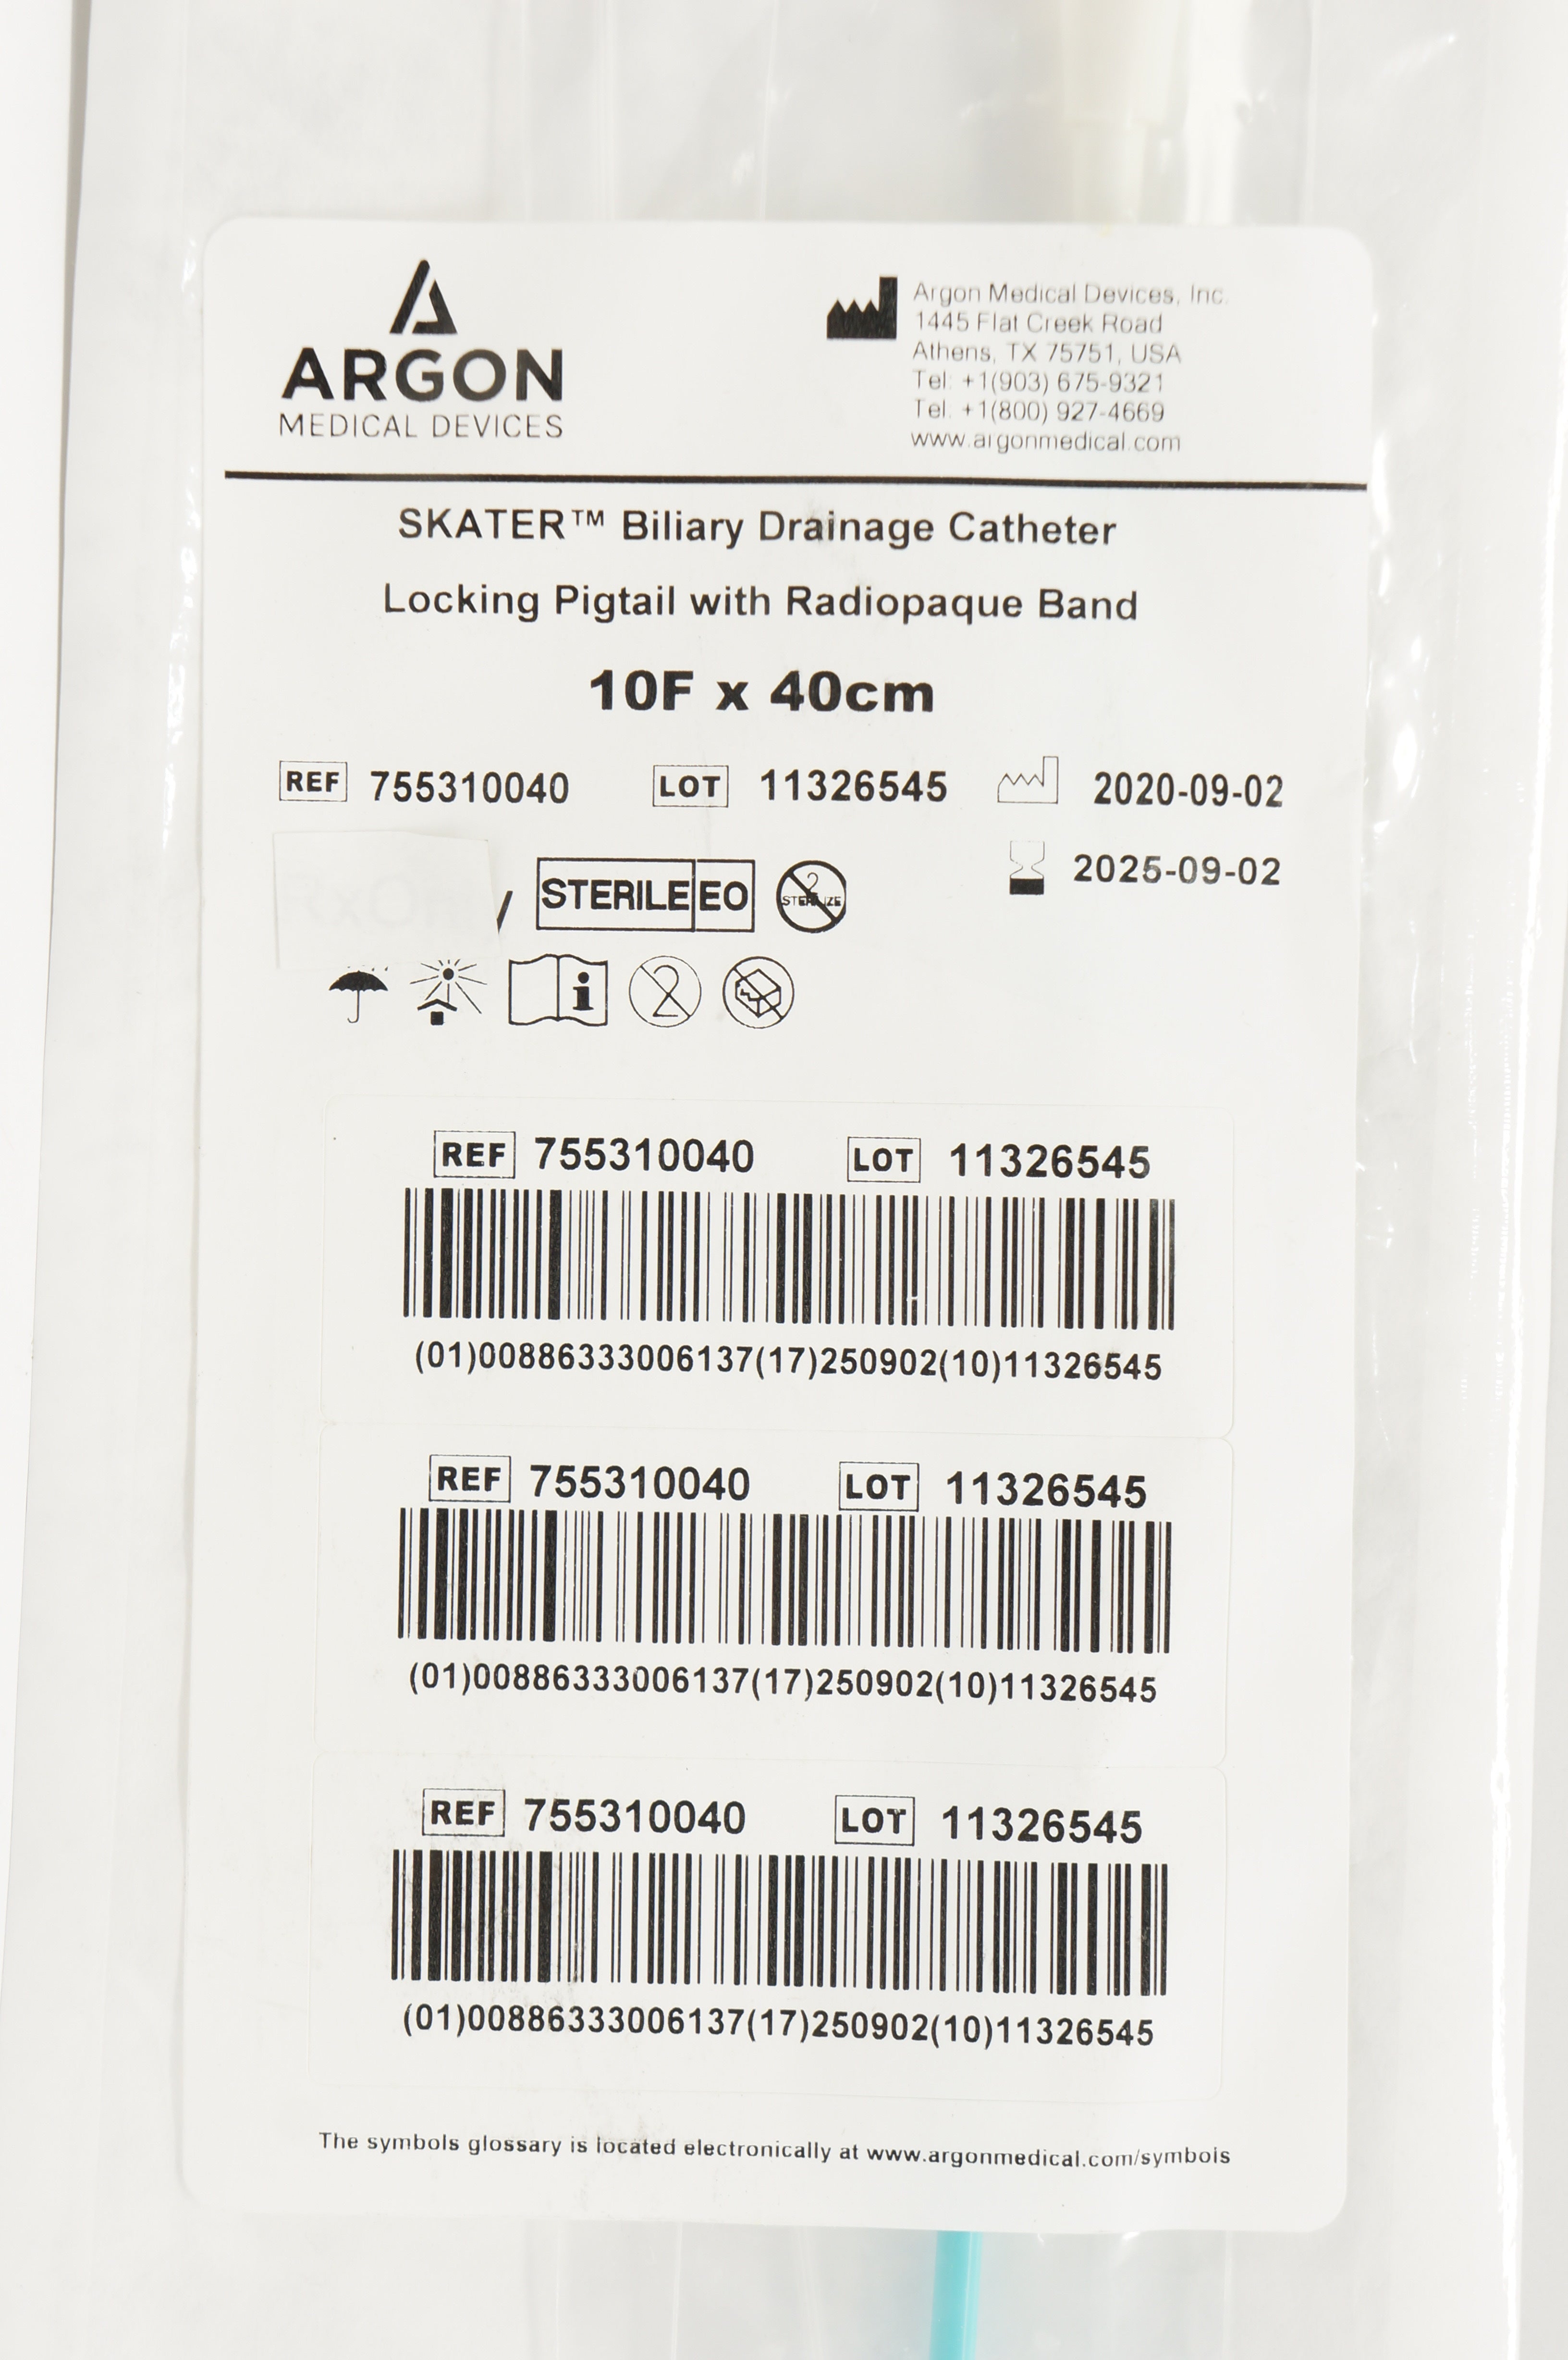 ARGON
MEDICAL DEVICES
Argon Medical Devices, Inc.
1445 Flat Creek Road
Athens, TX 75751, USA
Tel: +1(903) 675-9321
Tel: +1(800) 927-4669
www.argonmedical.com
SKATER™ Biliary Drainage Catheter
Locking Pigtail with Radiopaque Band
10F x 40cm
REF 755310040 LOT 11326545 2020-09-02
STERILE EO 2 STERILIZE 2025-09-02
i 2
REF 755310040 LOT 11326545
(01)00886333006137(17)250902(10)11326545
REF 755310040 LOT 11326545
(01)00886333006137(17)250902(10)11326545
REF 755310040 LOT 11326545
(01)00886333006137(17)250902(10)11326545
The symbols glossary is located electronically at www.argonmedical.com/symbols